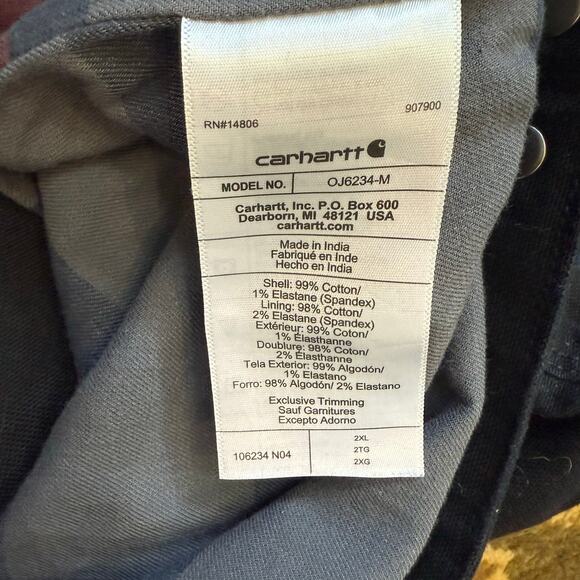 907900
RN#14806
carhartt
MODEL NO. OJ6234-M
Carhartt, Inc. P.O. Box 600
Dearborn, MI 48121 USA
carhartt.com
Made in India
Fabriqué en Inde
Hecho en India
Shell: 99% Cotton/
1% Elastane (Spandex)
Lining: 98% Cotton/
2% Elastane (Spandex)
Extérieur: 99% Coton/
1% Élasthanne
Doublure: 98% Coton/
2% Élasthanne
Tela Exterior: 99% Algodón/
1% Elastano
Forro: 98% Algodón/ 2% Elastano
Exclusive Trimming
Sauf Garnitures
Excepto Adorno
106234 N04
2XL
2TG
2XG